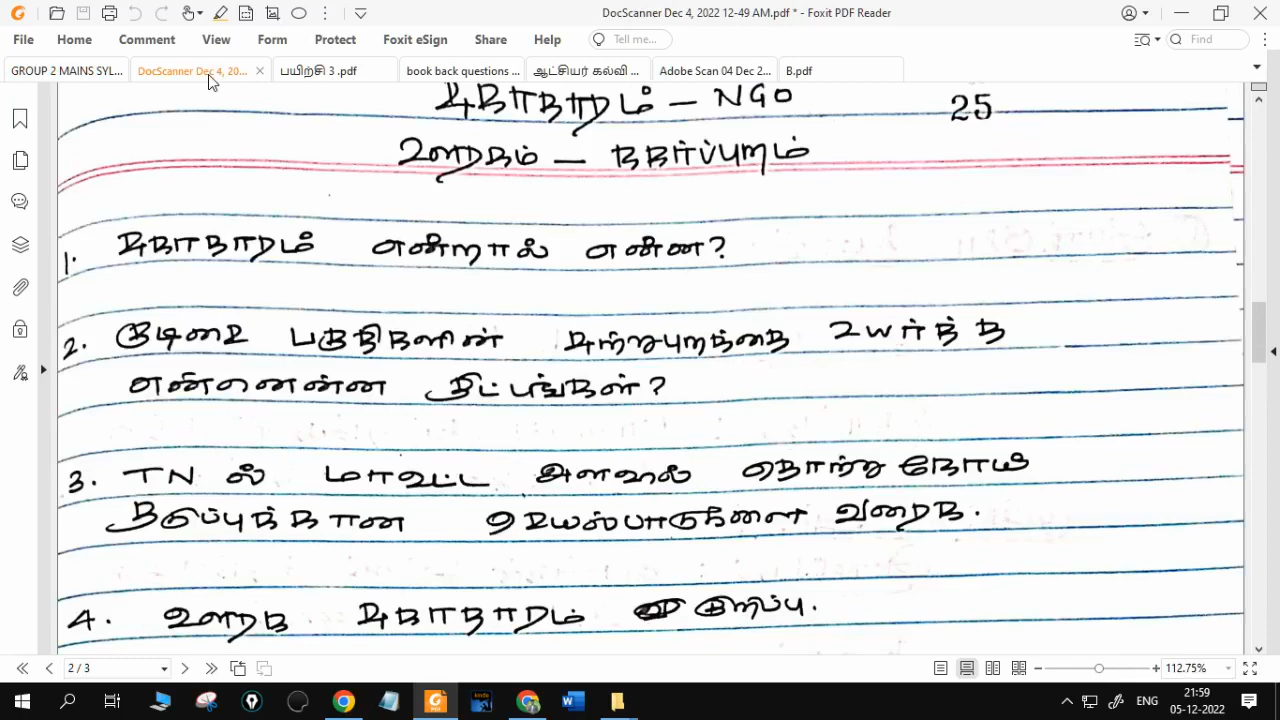 DocScanner Dec 4, 2022 12-49 AM.pdf * - Foxit PDF Reader
File Home Comment View Form Protect Foxit eSign Share Help Tell me... Find
GROUP 2 MAINS SYL... DocScanner Dec 4, 20... பயிற்சி 3 .pdf book back questions ... ஆட்சியர் கல்வி ... Adobe Scan 04 Dec 2... B.pdf
சுகாதாரம் – NGO 25
ஊரகம் – நகர்ப்புறம்
1. சுகாதாரம் என்றால் என்ன?
2. குடிசை பகுதிகளின் சுற்றுபுறத்தை உயர்த்த
என்னென்ன திட்டங்கள்?
3. TN ல் மாவட்ட அளவில் தொற்று நோய்
தடுப்புக்கான செயல்பாடுகளை வரைக.
4. ஊரக சுகாதாரம் குறிப்பு.
2 / 3 112.75%
ENG 21:59
05-12-2022